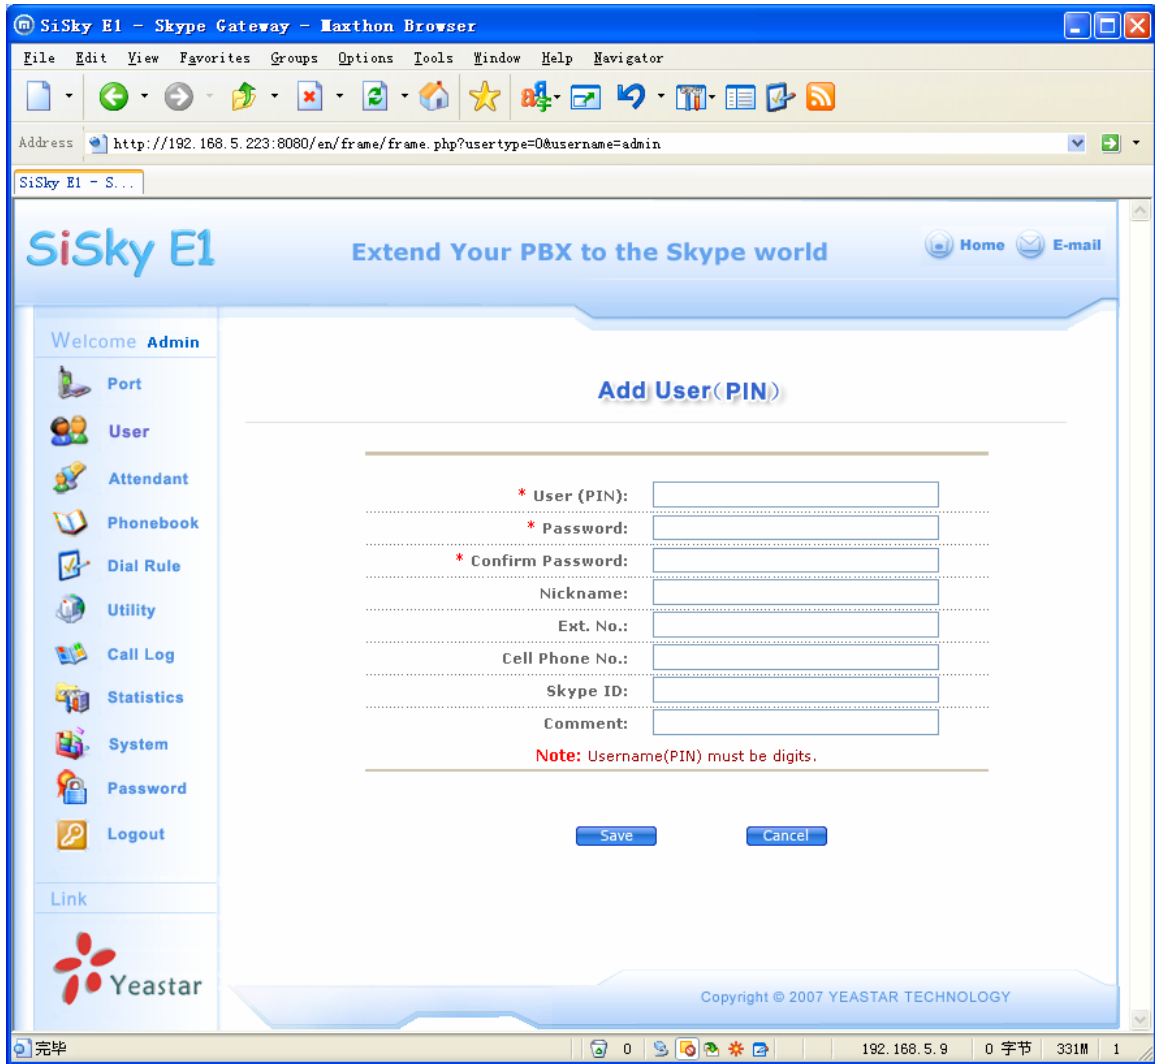 SiSky E1 - Skype Gateway - Maxthon Browser
File Edit View Favorites Groups Options Tools Window Help Navigator
Address http://192.168.5.223:8080/en/frame/frame.php?usertype=0&username=admin
SiSky E1 - S...
SiSky E1
Extend Your PBX to the Skype world
Home E-mail
Welcome Admin
Port
User
Attendant
Phonebook
Dial Rule
Utility
Call Log
Statistics
System
Password
Logout
Link
Yeastar
Add User(PIN)
* User (PIN):
* Password:
* Confirm Password:
Nickname:
Ext. No.:
Cell Phone No.:
Skype ID:
Comment:
Note: Username(PIN) must be digits.
Save Cancel
Copyright © 2007 YEASTAR TECHNOLOGY
完毕 0 192.168.5.9 0 字节 331M 1